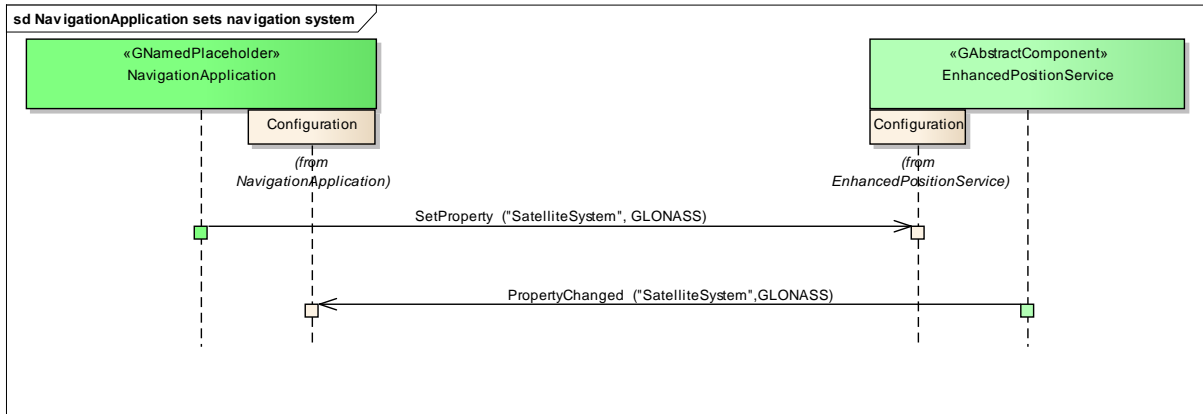 sd NavigationApplication sets navigation system
«GNamedPlaceholder»
NavigationApplication
«GAbstractComponent»
EnhancedPositionService
Configuration
Configuration
(from
NavigationApplication)
(from
EnhancedPositionService)
SetProperty ("SatelliteSystem", GLONASS)
PropertyChanged ("SatelliteSystem",GLONASS)